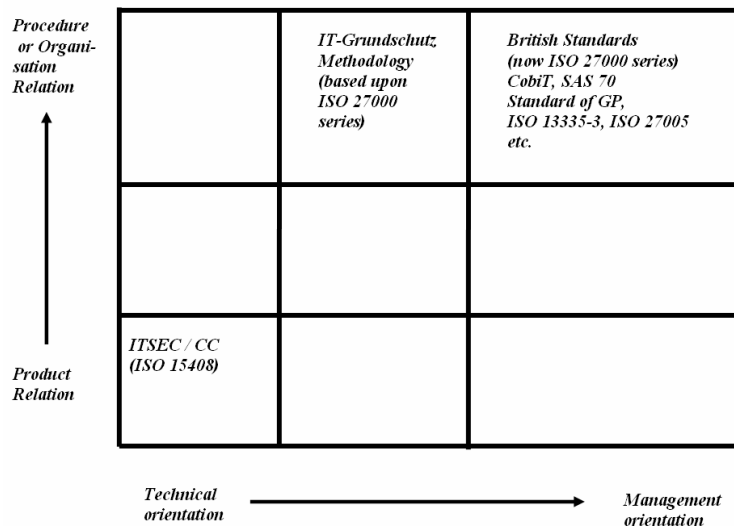 Procedure
or Organi-
sation
Relation
IT-Grundschutz
Methodology
(based upon
ISO 27000
series)
British Standards
(now ISO 27000 series)
CobiT, SAS 70
Standard of GP,
ISO 13335-3, ISO 27005
etc.
ITSEC / CC
(ISO 15408)
Product
Relation
Technical
orientation
Management
orientation